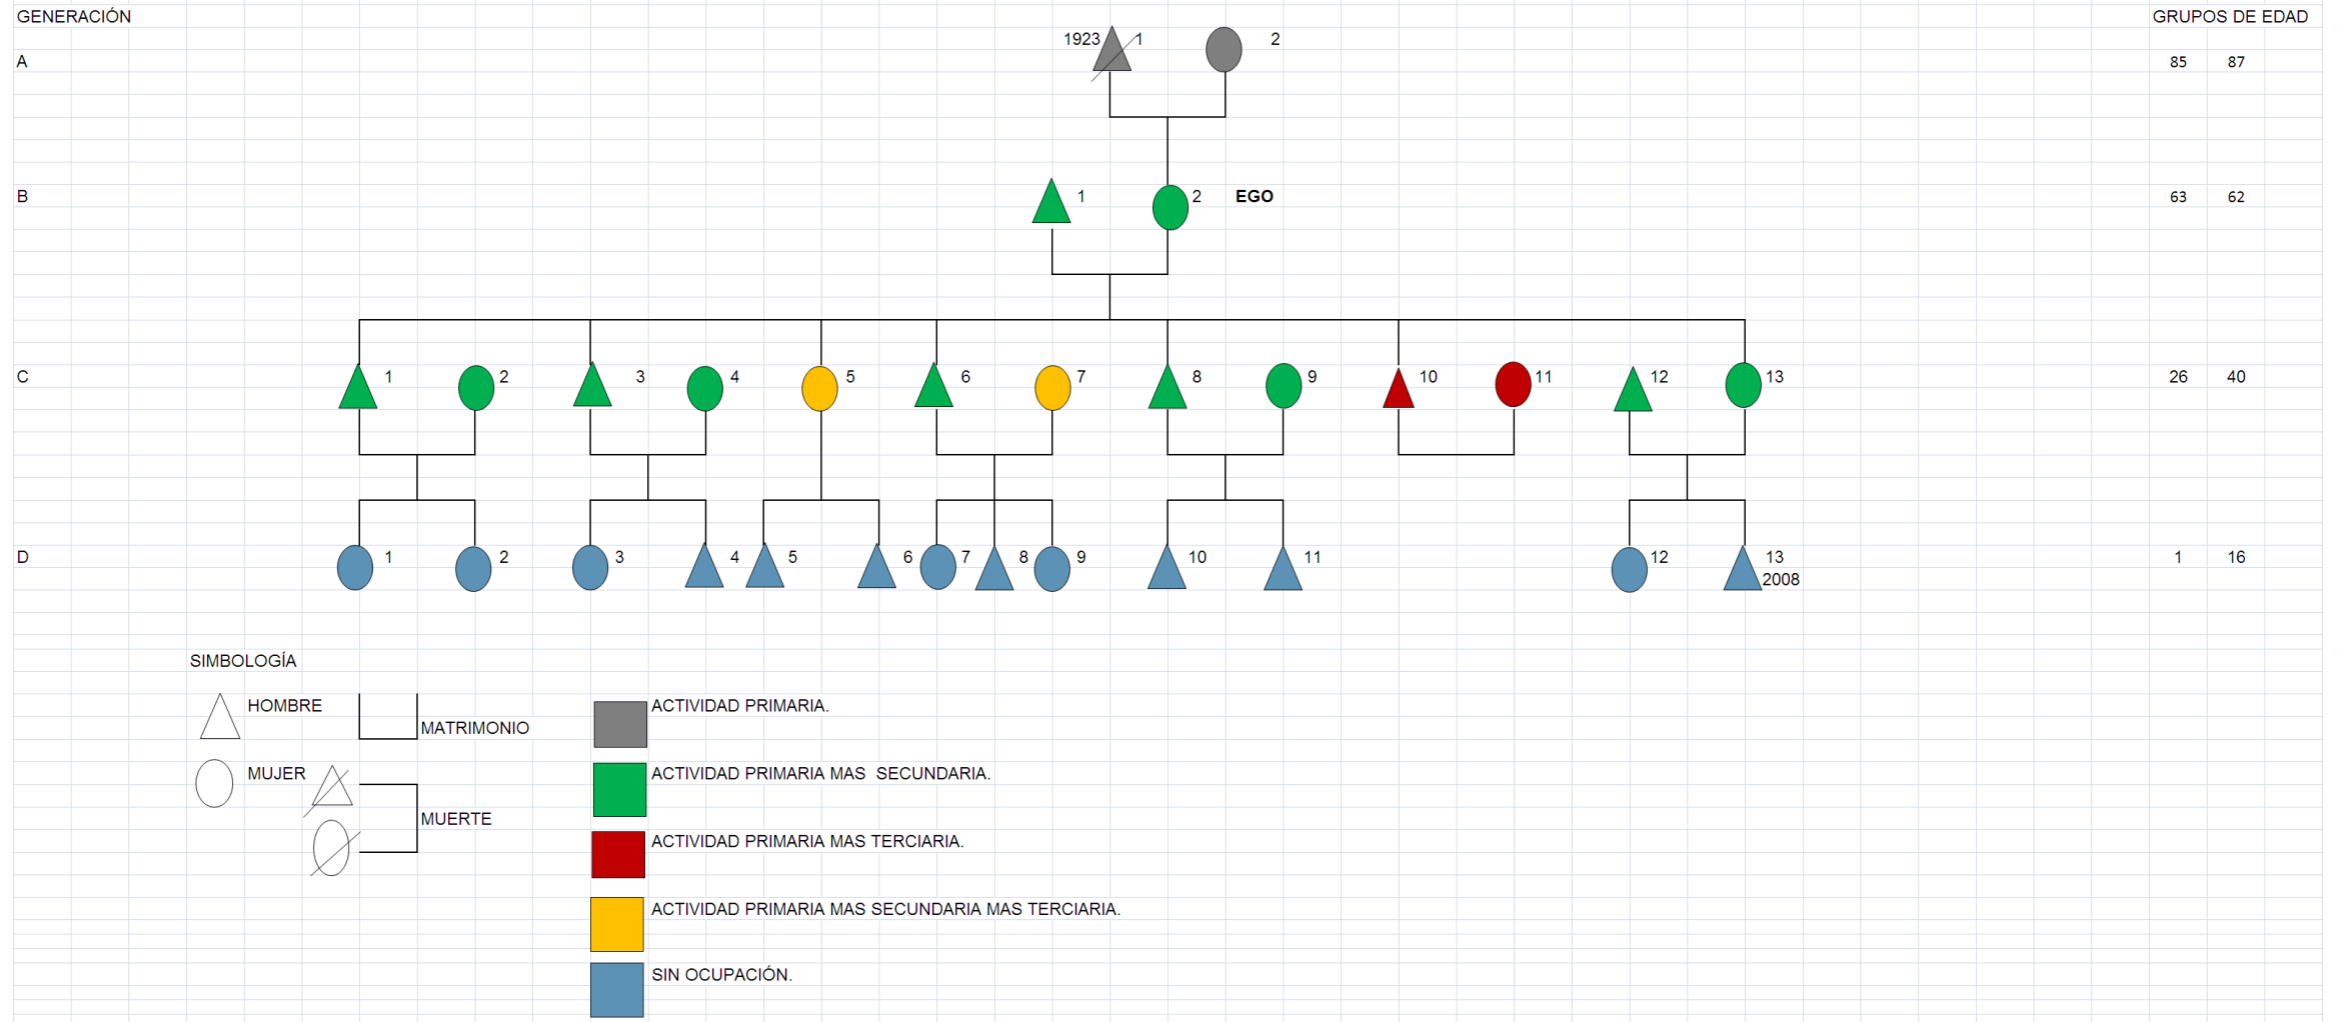 GENERACIÓN GRUPOS DE EDAD
1923 1 2
A 85 87
B 1 2 EGO 63 62
C 1 2 3 4 5 6 7 8 9 10 11 12 13 26 40
D 1 2 3 4 5 6 7 8 9 10 11 12 13 1 16
2008
SIMBOLOGÍA
HOMBRE
MATRIMONIO
MUJER
MUERTE
ACTIVIDAD PRIMARIA.
ACTIVIDAD PRIMARIA MAS SECUNDARIA.
ACTIVIDAD PRIMARIA MAS TERCIARIA.
ACTIVIDAD PRIMARIA MAS SECUNDARIA MAS TERCIARIA.
SIN OCUPACIÓN.